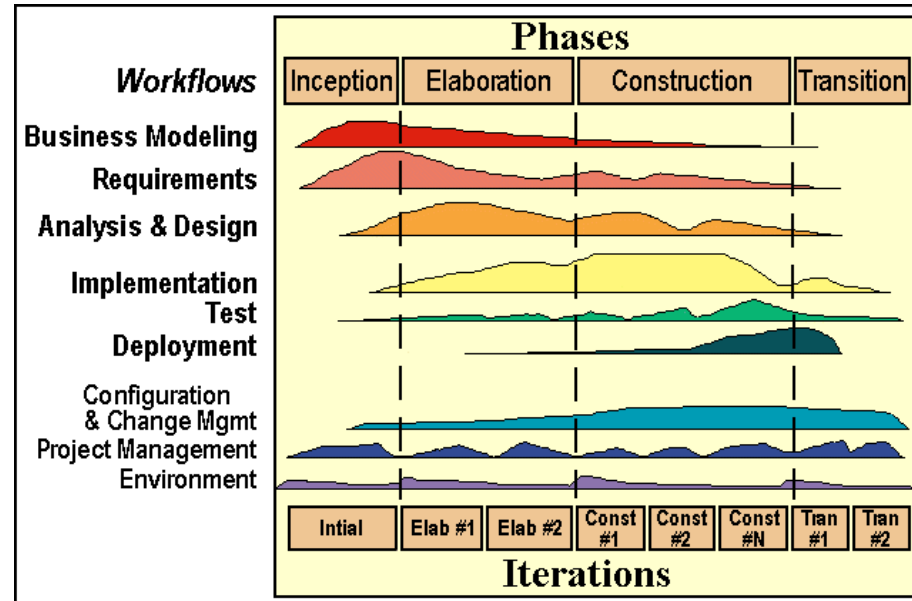 Phases
Workflows
Inception
Elaboration
Construction
Transition
Business Modeling
Requirements
Analysis & Design
Implementation
Test
Deployment
Configuration
& Change Mgmt
Project Management
Environment
Intial
Elab #1
Elab #2
Const
#1
Const
#2
Const
#N
Tran
#1
Tran
#2
Iterations